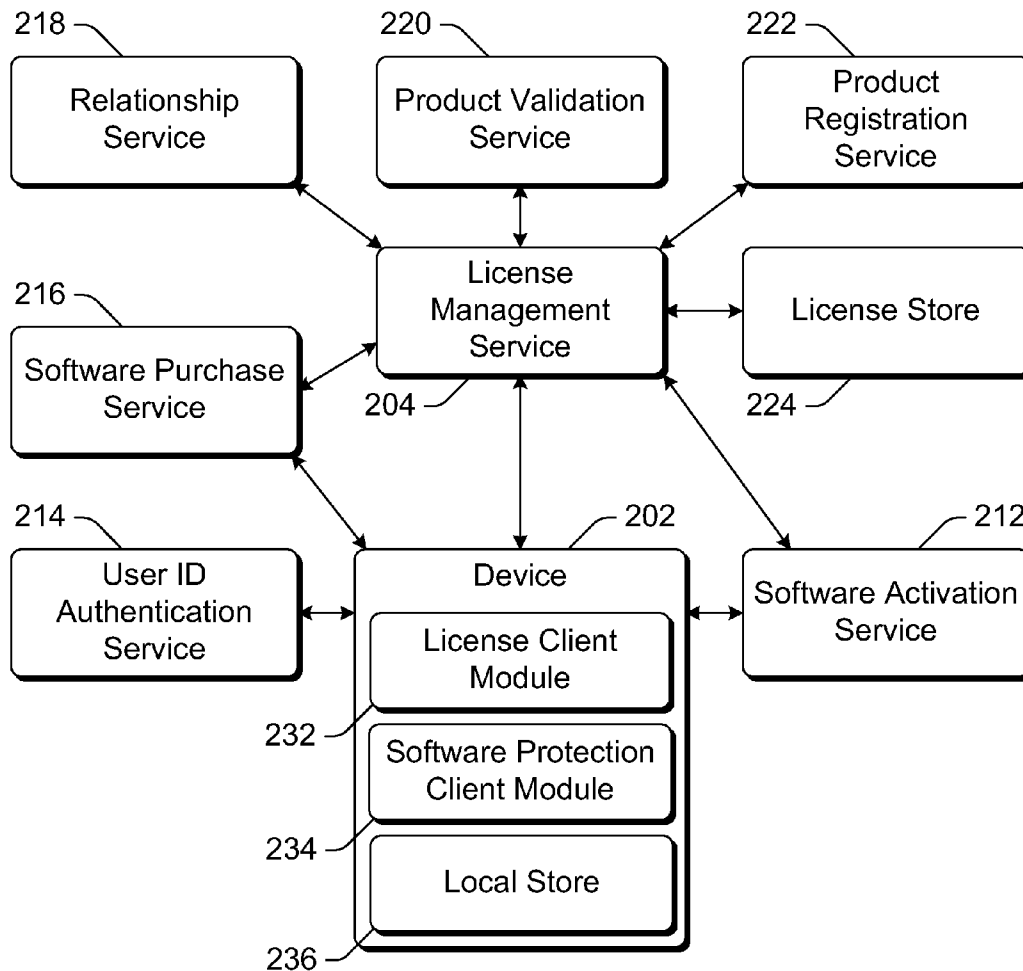 218
220
222
Relationship
Service
Product Validation
Service
Product
Registration
Service
216
License
Management
Service
License Store
Software Purchase
Service
204
224
214
202
212
User ID
Authentication
Service
Device
Software Activation
Service
License Client
Module
232
Software Protection
Client Module
234
Local Store
236